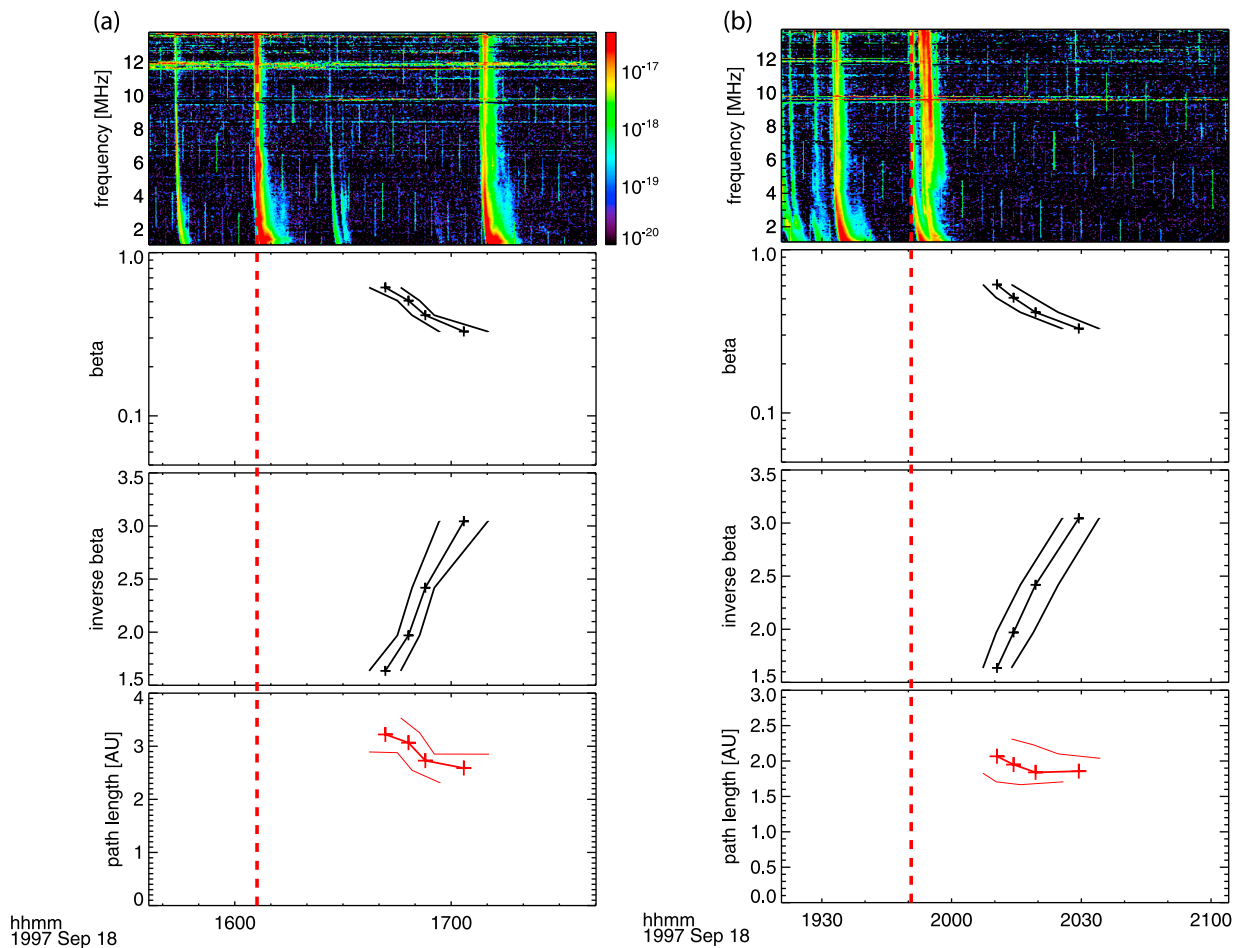 (a)
frequency [MHz]
12
10
8
6
4
2
10-17
10-18
10-19
10-20
beta
1.0
0.1
inverse beta
3.5
3.0
2.5
2.0
1.5
path length [AU]
4
3
2
1
0
1600 1700
hhmm
1997 Sep 18
(b)
frequency [MHz]
12
10
8
6
4
2
beta
1.0
0.1
inverse beta
3.5
3.0
2.5
2.0
1.5
path length [AU]
3.0
2.5
2.0
1.5
1.0
0.5
0.0
1930 2000 2030 2100
hhmm
1997 Sep 18